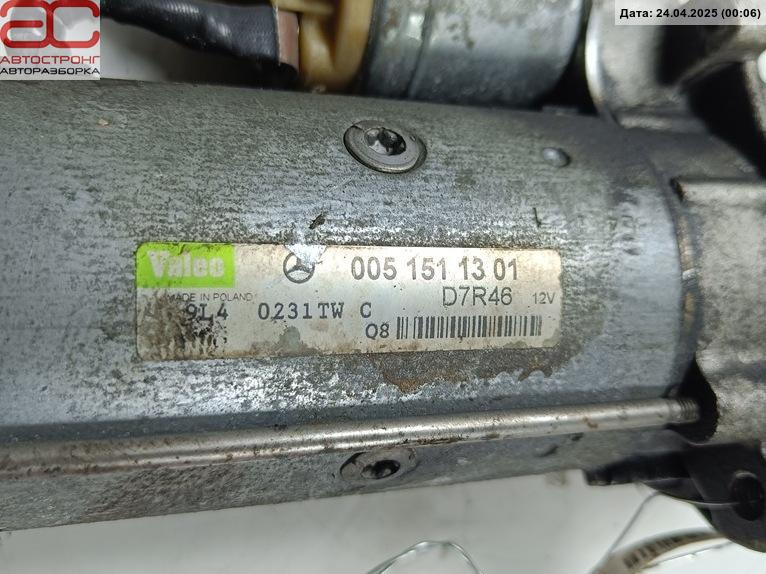 АС
АВТОСТРОНГ
АВТОРАЗБОРКА
Дата: 24.04.2025 (00:06)
Valeo
005 151 13 01
MADE IN POLAND
D7R46 12V
9L4 0231TW C
Q8